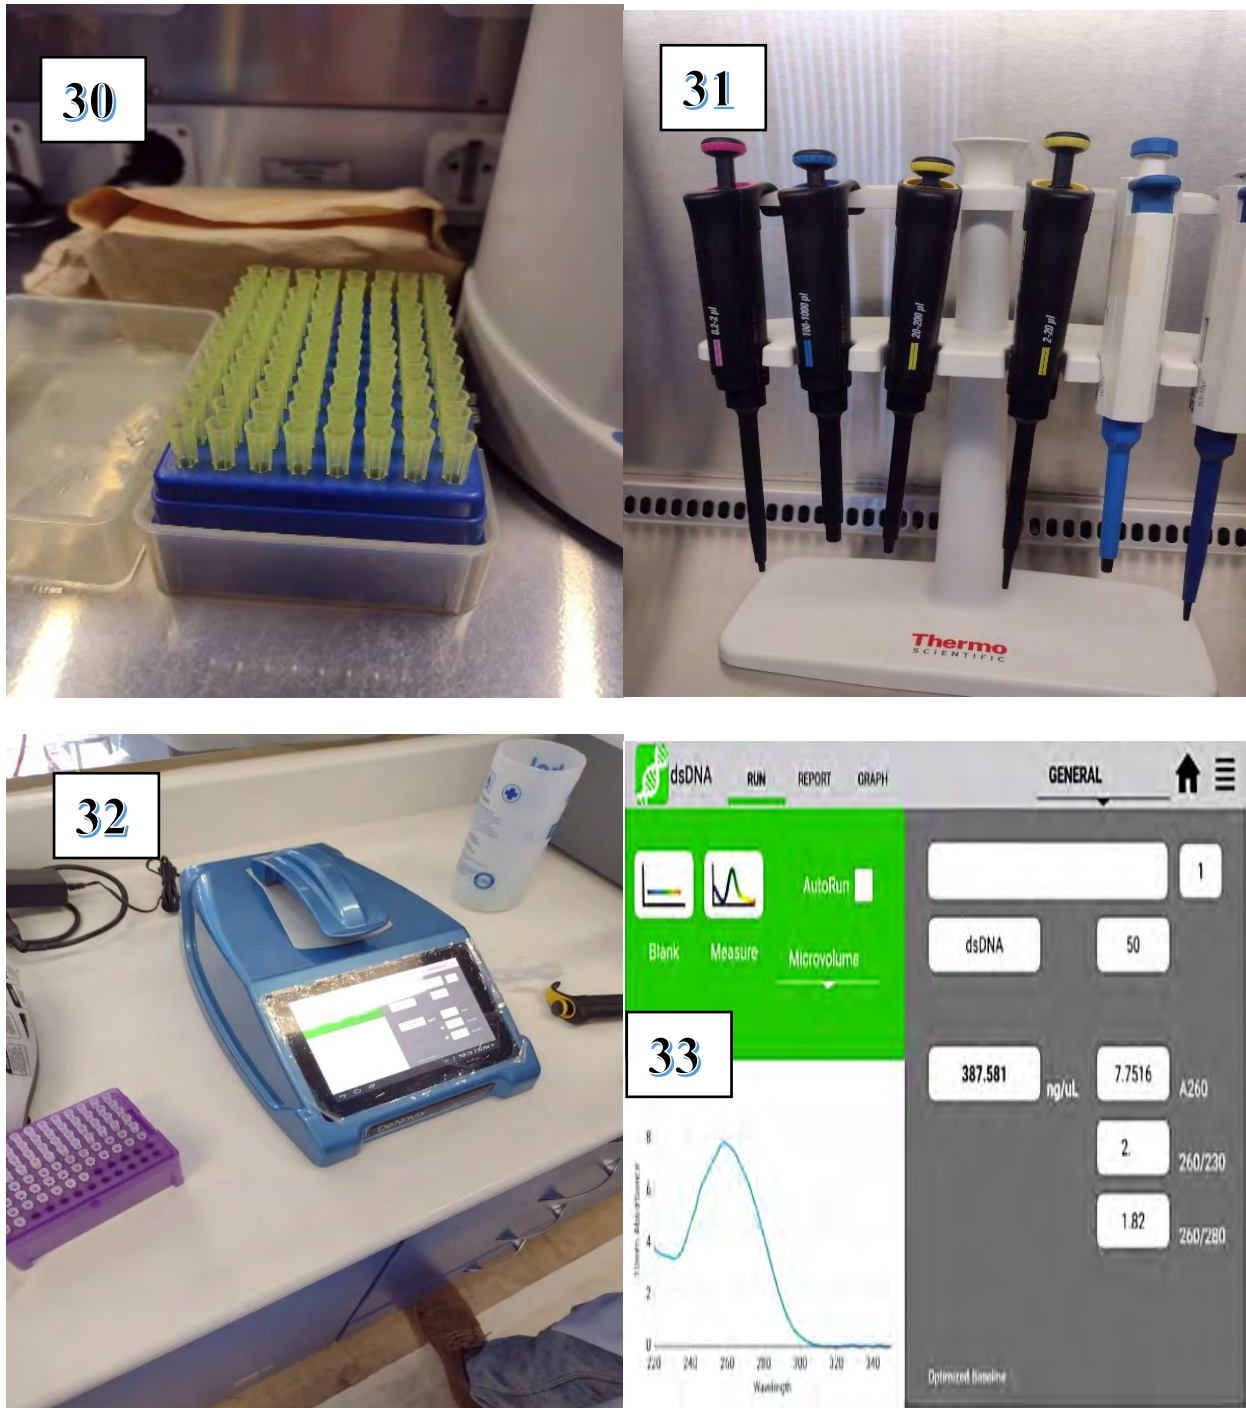 30
31
0.2-2 µl
100-1000 µl
20-200 µl
2-20 µl
Thermo
SCIENTIFIC
32
DeNovix
33
dsDNA
RUN
REPORT
GRAPH
GENERAL
AutoRun
1
Blank
Measure
Microvolume
dsDNA
50
387.581
ng/uL
7.7516
A260
2.
260/230
1.82
260/280
8
6
4
2
0
220 240 260 280 300 320 340
Wavelength
Optimized Baseline